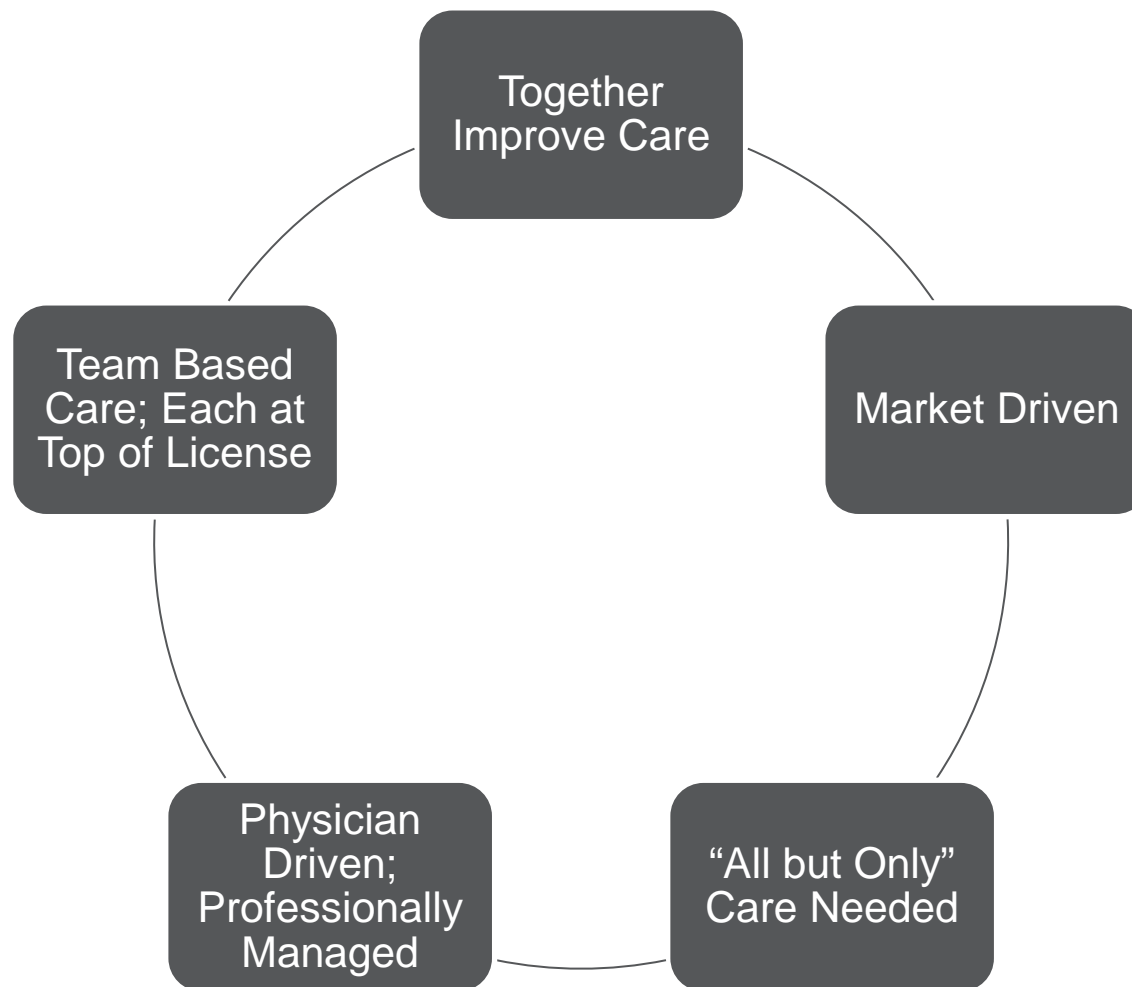 Together
Improve Care
Market Driven
“All but Only”
Care Needed
Physician
Driven;
Professionally
Managed
Team Based
Care; Each at
Top of License